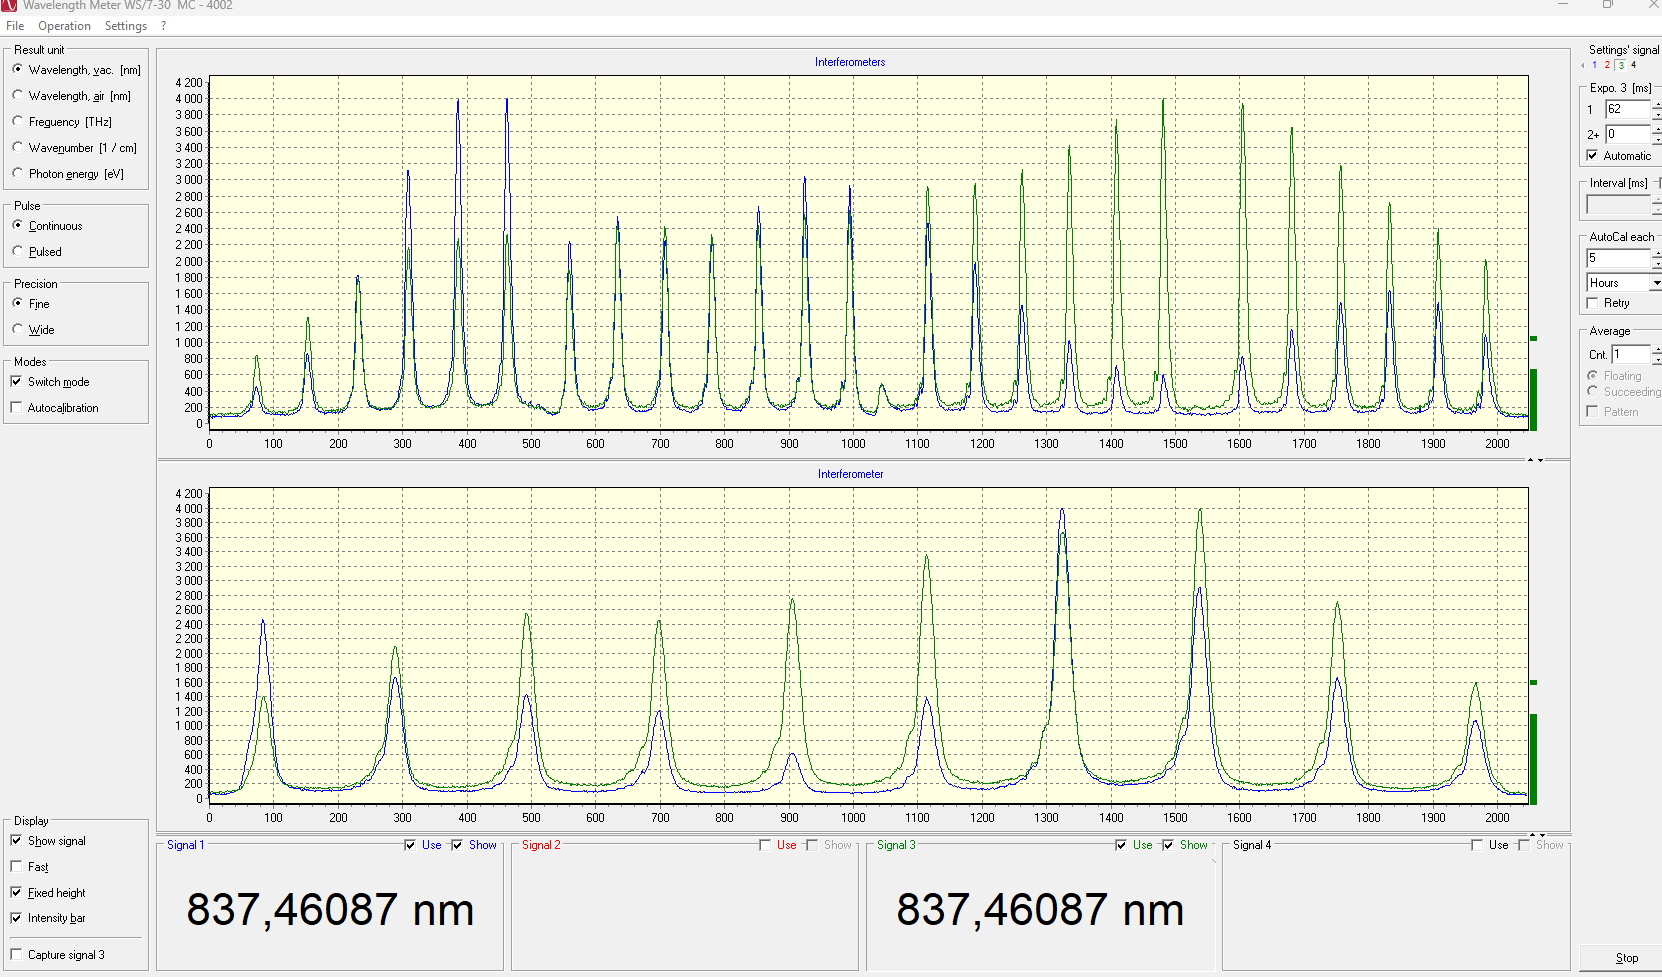 Wavelength Meter WS/7-30 MC - 4002
File Operation Settings ?
Result unit
Wavelength, vac. [nm]
Wavelength, air [nm]
Frequency [THz]
Wavenumber [1 / cm]
Photon energy [eV]
Pulse
Continuous
Pulsed
Precision
Fine
Wide
Modes
Switch mode
Autocalibration
Display
Show signal
Fast
Fixed height
Intensity bar
Capture signal 3
Interferometers
4 200
4 000
3 800
3 600
3 400
3 200
3 000
2 800
2 600
2 400
2 200
2 000
1 800
1 600
1 400
1 200
1 000
800
600
400
200
0
0 100 200 300 400 500 600 700 800 900 1000 1100 1200 1300 1400 1500 1600 1700 1800 1900 2000
Interferometer
4 200
4 000
3 800
3 600
3 400
3 200
3 000
2 800
2 600
2 400
2 200
2 000
1 800
1 600
1 400
1 200
1 000
800
600
400
200
0
0 100 200 300 400 500 600 700 800 900 1000 1100 1200 1300 1400 1500 1600 1700 1800 1900 2000
Signal 1 Use Show
837,46087 nm
Signal 2 Use Show
Signal 3 Use Show
837,46087 nm
Signal 4 Use Show
Settings' signal
1 2 3 4
Expo. 3 [ms]
1 62
2+ 0
Automatic
Interval [ms]
AutoCal each
5
Hours
Retry
Average
Cnt. 1
Floating
Succeeding
Pattern
Stop